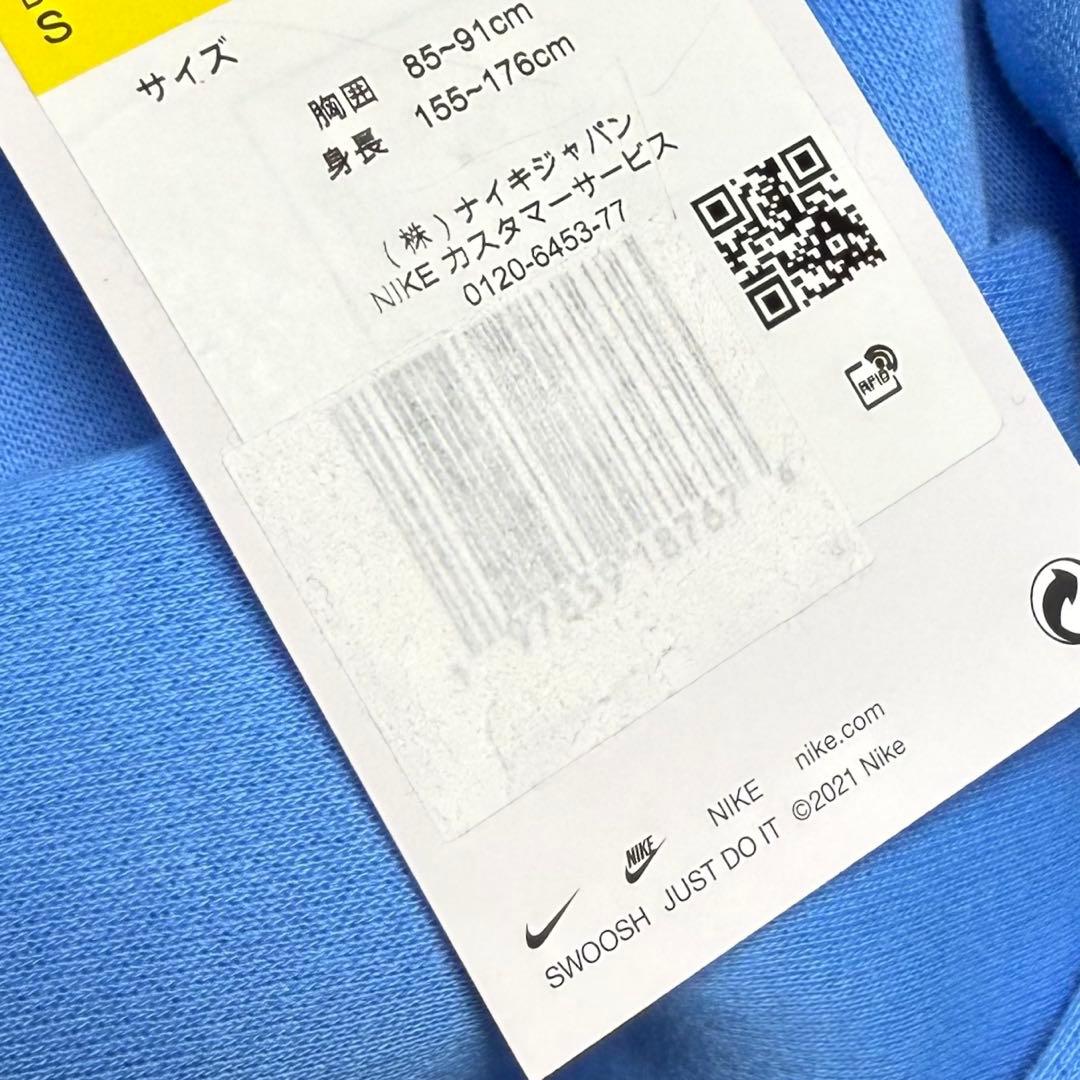 S
サイズ
胸囲 85~91cm
身長 155~176cm
(株)ナイキジャパン
NIKE カスタマーサービス
0120-6453-77
RFID
NIKE nike.com
NIKE
SWOOSH JUST DO IT ©2021 Nike